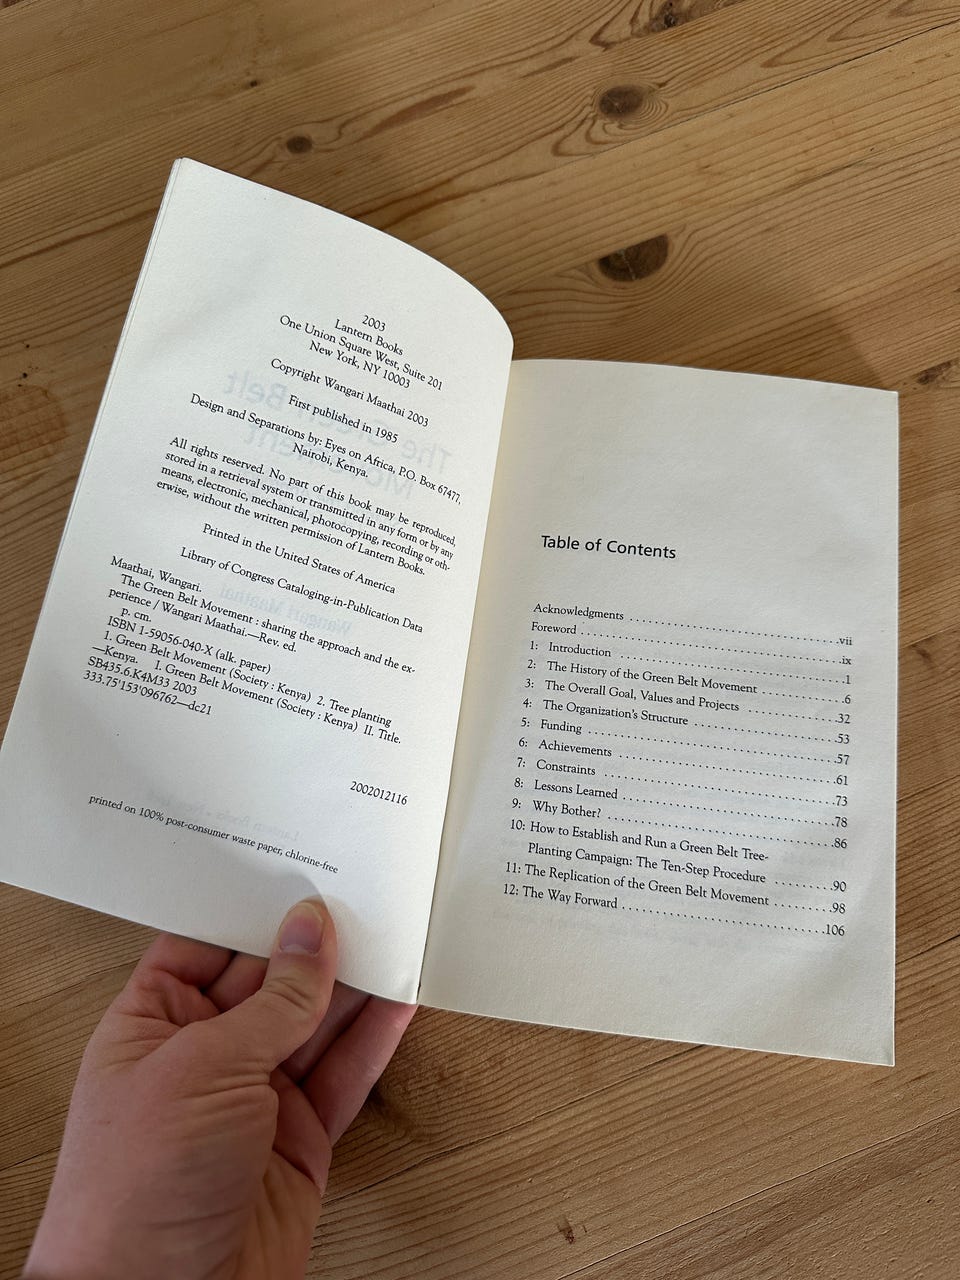 2003
Lantern Books
One Union Square West, Suite 201
New York, NY 10003
Copyright Wangari Maathai 2003
First published in 1985
Design and Separations by: Eyes on Africa, P.O. Box 67477,
Nairobi, Kenya.
All rights reserved. No part of this book may be reproduced,
stored in a retrieval system or transmitted in any form or by any
means, electronic, mechanical, photocopying, recording or oth-
erwise, without the written permission of Lantern Books.
Printed in the United States of America
Library of Congress Cataloging-in-Publication Data
Maathai, Wangari.
The Green Belt Movement : sharing the approach and the ex-
perience / Wangari Maathai.—Rev. ed.
p. cm.
ISBN 1-59056-040-X (alk. paper)
1. Green Belt Movement (Society : Kenya) 2. Tree planting
—Kenya. I. Green Belt Movement (Society : Kenya) II. Title.
SB435.6.K4M33 2003
333.75'153'096762—dc21
2002012116
printed on 100% post-consumer waste paper, chlorine-free
Table of Contents
Acknowledgments ........ vii
Foreword ........ ix
1: Introduction ........ 1
2: The History of the Green Belt Movement ........ 6
3: The Overall Goal, Values and Projects ........ 32
4: The Organization's Structure ........ 53
5: Funding ........ 57
6: Achievements ........ 61
7: Constraints ........ 73
8: Lessons Learned ........ 78
9: Why Bother? ........ 86
10: How to Establish and Run a Green Belt Tree-
Planting Campaign: The Ten-Step Procedure ........ 90
11: The Replication of the Green Belt Movement ........ 98
12: The Way Forward ........ 106